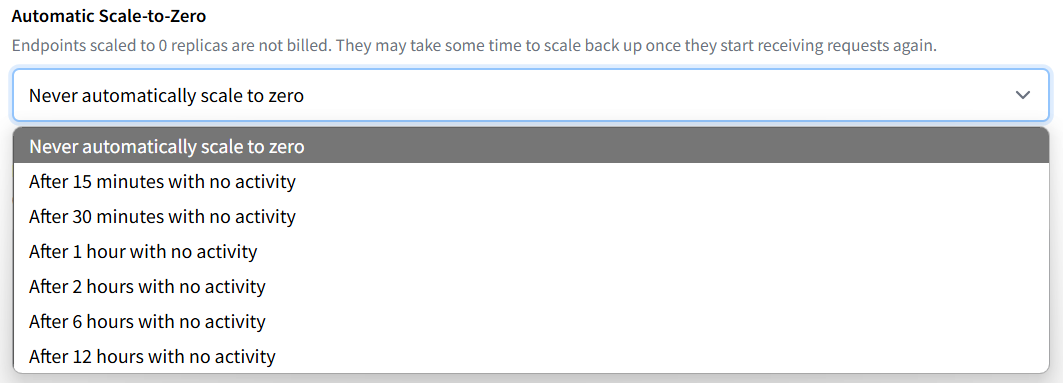 Automatic Scale-to-Zero
Endpoints scaled to 0 replicas are not billed. They may take some time to scale back up once they start receiving requests again.
Never automatically scale to zero
Never automatically scale to zero
After 15 minutes with no activity
After 30 minutes with no activity
After 1 hour with no activity
After 2 hours with no activity
After 6 hours with no activity
After 12 hours with no activity